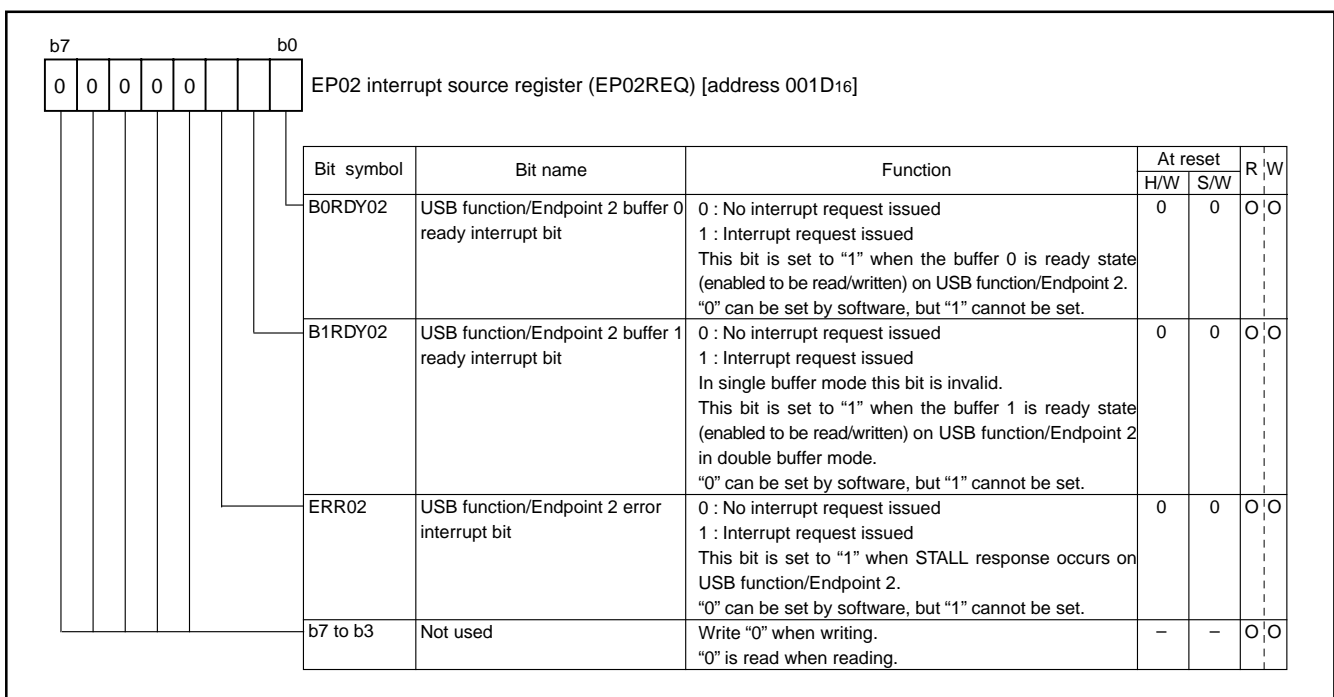 b7 b0
0 0 0 0 0
EP02 interrupt source register (EP02REQ) [address 001D16]
Bit symbol Bit name Function At reset R W
H/W S/W
B0RDY02 USB function/Endpoint 2 buffer 0 0 : No interrupt request issued 0 0 O O
ready interrupt bit 1 : Interrupt request issued
This bit is set to “1” when the buffer 0 is ready state
(enabled to be read/written) on USB function/Endpoint 2.
“0” can be set by software, but “1” cannot be set.
B1RDY02 USB function/Endpoint 2 buffer 1 0 : No interrupt request issued 0 0 O O
ready interrupt bit 1 : Interrupt request issued
In single buffer mode this bit is invalid.
This bit is set to “1” when the buffer 1 is ready state
(enabled to be read/written) on USB function/Endpoint 2
in double buffer mode.
“0” can be set by software, but “1” cannot be set.
ERR02 USB function/Endpoint 2 error 0 : No interrupt request issued 0 0 O O
interrupt bit 1 : Interrupt request issued
This bit is set to “1” when STALL response occurs on
USB function/Endpoint 2.
“0” can be set by software, but “1” cannot be set.
b7 to b3 Not used Write “0” when writing. – – O O
“0” is read when reading.